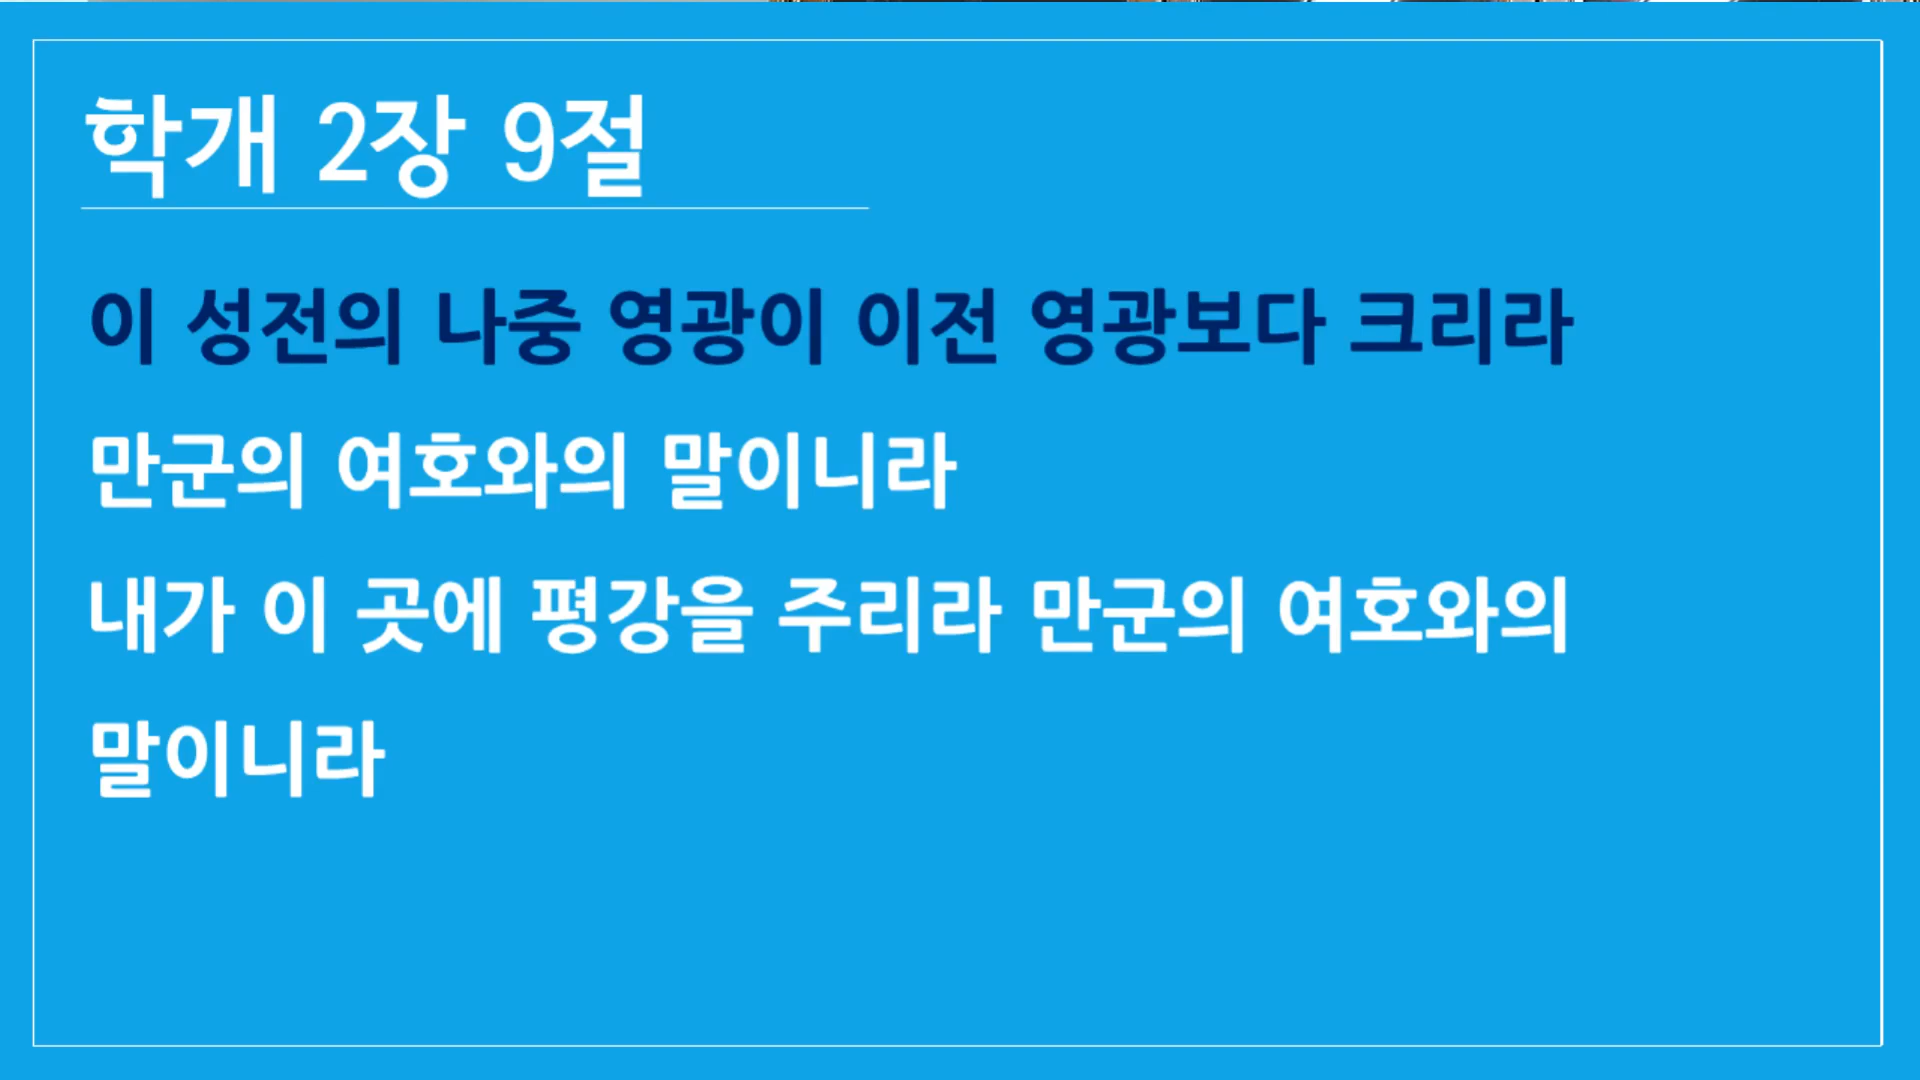 학개 2장 9절
이 성전의 나중 영광이 이전 영광보다 크리라
만군의 여호와의 말이니라
내가 이 곳에 평강을 주리라 만군의 여호와의
말이니라